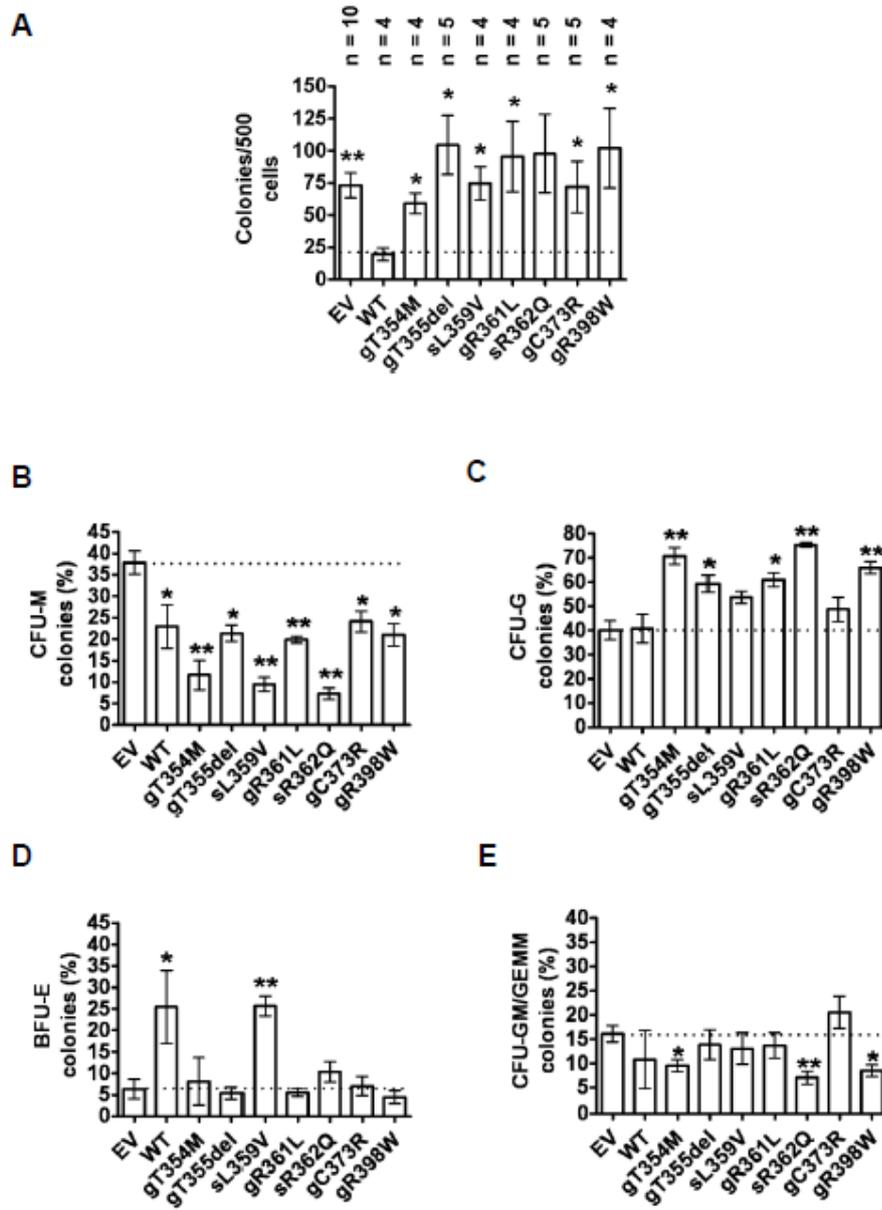 A
n = 10
n = 4
n = 4
n = 5
n = 4
n = 4
n = 5
n = 5
n = 4
Colonies/500
cells
150
125
100
75
50
25
0
** * * * * * *
EV
WT
gT354M
gT355del
sL359V
gR361L
sR362Q
gC373R
gR398W
B
CFU-M
colonies (%)
45
40
35
30
25
20
15
10
5
0
* ** * ** ** ** * *
EV
WT
gT354M
gT355del
sL359V
gR361L
sR362Q
gC373R
gR398W
C
CFU-G
colonies (%)
80
70
60
50
40
30
20
10
0
** * * ** **
EV
WT
gT354M
gT355del
sL359V
gR361L
sR362Q
gC373R
gR398W
D
BFU-E
colonies (%)
45
40
35
30
25
20
15
10
5
0
* **
EV
WT
gT354M
gT355del
sL359V
gR361L
sR362Q
gC373R
gR398W
E
CFU-GM/GEMM
colonies (%)
40
35
30
25
20
15
10
5
0
* ** *
EV
WT
gT354M
gT355del
sL359V
gR361L
sR362Q
gC373R
gR398W